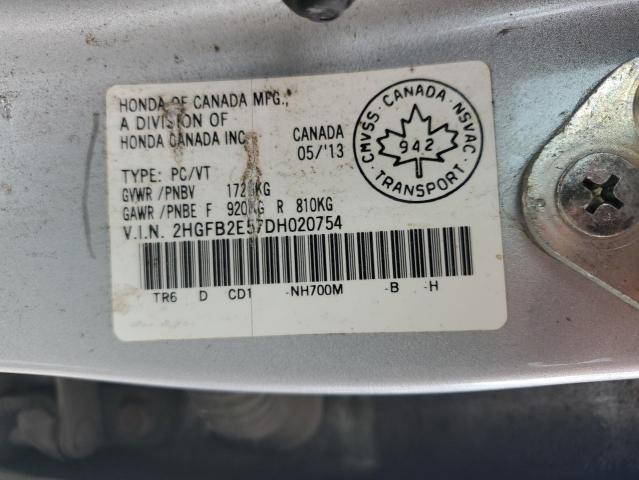 HONDA OF CANADA MFG.,
A DIVISION OF
HONDA CANADA INC
CANADA
05/'13
CMVSS · CANADA · NSVAC
942
TRANSPORT
TYPE: PC/VT
GVWR /PNBV
GAWR /PNBE F 920KG R 810KG
V.I.N. 2HGFB2E57DH020754
TR6 D CD1 -NH700M -B -H